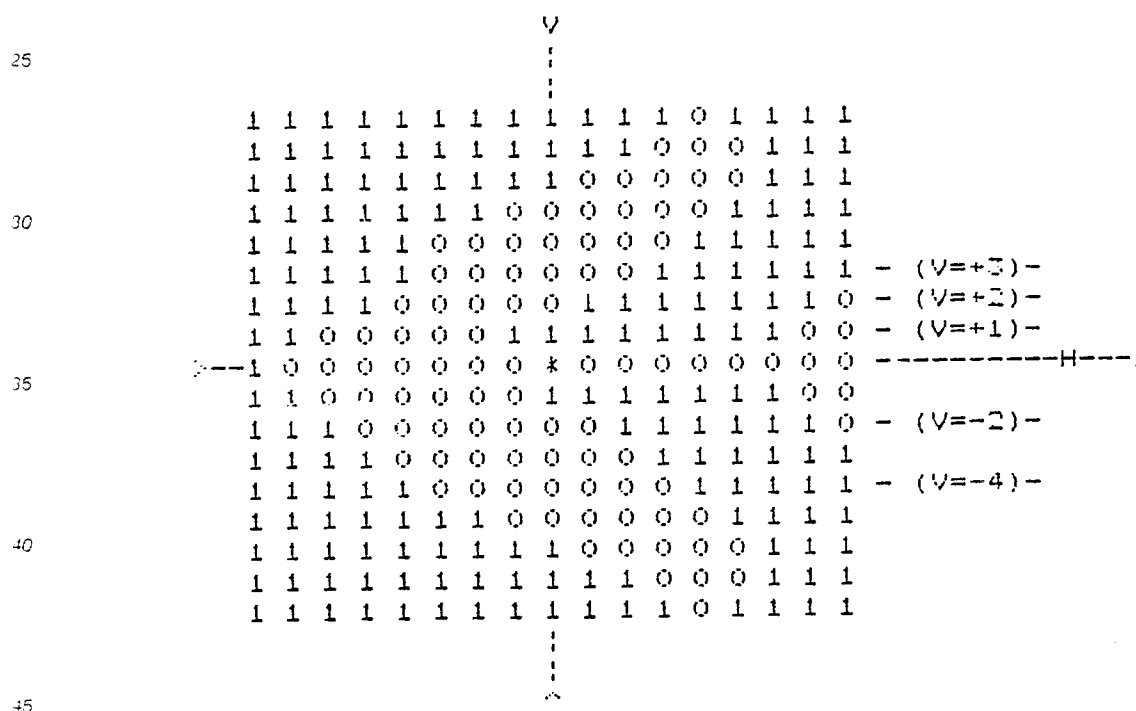 V
25
1 1 1 1 1 1 1 1 1 1 1 1 0 1 1 1 1
1 1 1 1 1 1 1 1 1 1 1 0 0 0 1 1 1
1 1 1 1 1 1 1 1 1 0 0 0 0 0 1 1 1
30 1 1 1 1 1 1 1 0 0 0 0 0 0 1 1 1 1
1 1 1 1 1 0 0 0 0 0 0 0 1 1 1 1 1
1 1 1 1 1 0 0 0 0 0 0 1 1 1 1 1 1 - (V=+3)-
1 1 1 1 0 0 0 0 0 1 1 1 1 1 1 1 0 - (V=+2)-
1 1 0 0 0 0 0 1 1 1 1 1 1 1 1 0 0 - (V=+1)-
>--1 0 0 0 0 0 0 0 * 0 0 0 0 0 0 0 0 ----------H---
35 1 1 0 0 0 0 0 0 1 1 1 1 1 1 1 0 0
1 1 1 0 0 0 0 0 0 0 1 1 1 1 1 1 0 - (V=-2)-
1 1 1 1 0 0 0 0 0 0 0 1 1 1 1 1 1
1 1 1 1 1 0 0 0 0 0 0 0 1 1 1 1 1 - (V=-4)-
1 1 1 1 1 1 1 0 0 0 0 0 0 1 1 1 1
40 1 1 1 1 1 1 1 1 1 0 0 0 0 0 1 1 1
1 1 1 1 1 1 1 1 1 1 1 0 0 0 1 1 1
1 1 1 1 1 1 1 1 1 1 1 1 0 1 1 1 1
^
45